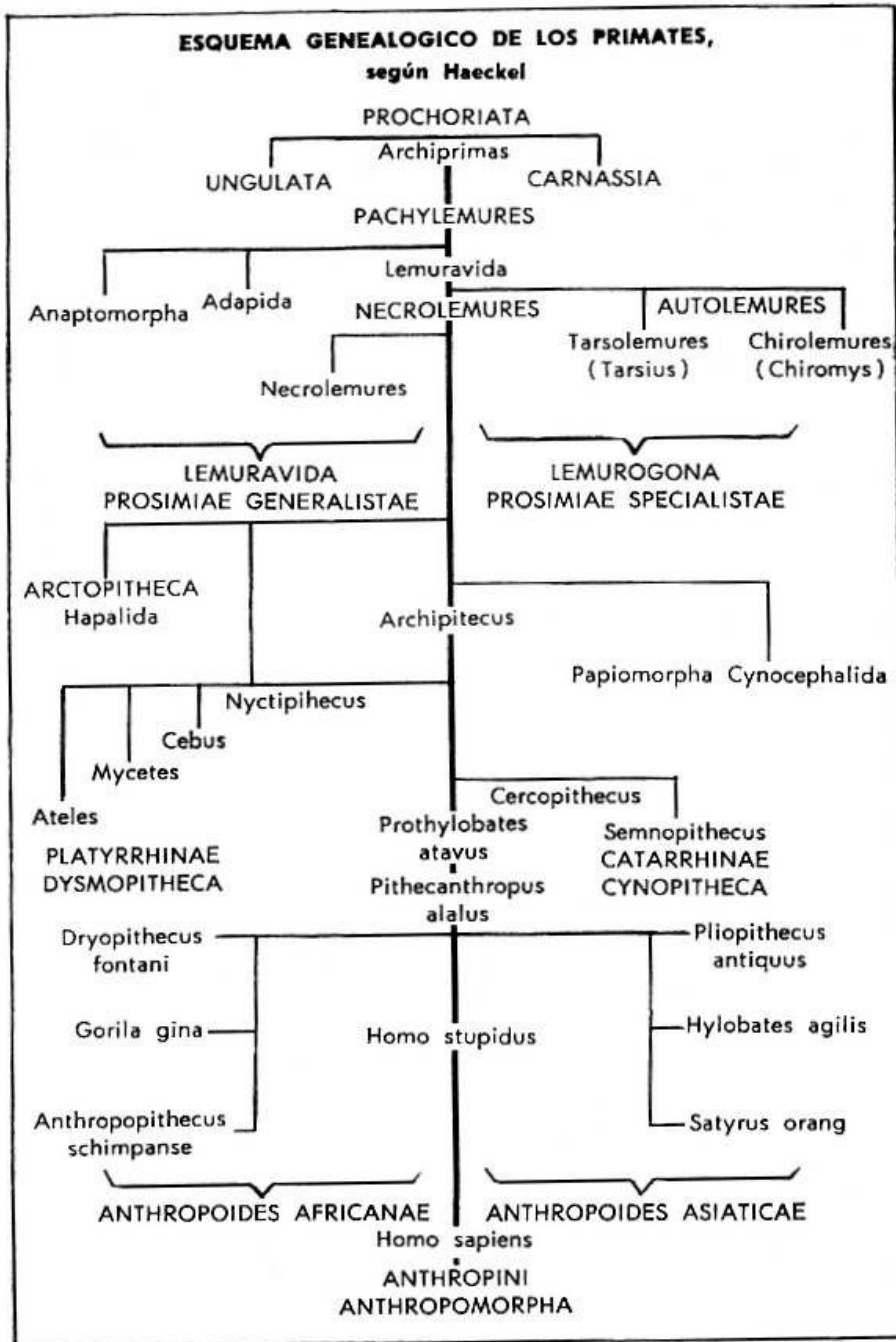 ESQUEMA GENEALOGICO DE LOS PRIMATES,
según Haeckel
PROCHORIATA
Archiprimas
UNGULATA
CARNASSIA
PACHYLEMURES
Lemuravida
Anaptomorpha
Adapida
NECROLEMURES
AUTOLEMURES
Tarsolemures
(Tarsius)
Chirolemures
(Chiromys)
Necrolemures
LEMURAVIDA
PROSIMIAE GENERALISTAE
LEMUROGONA
PROSIMIAE SPECIALISTAE
ARCTOPITHECA
Hapalida
Archipitecus
Papiomorpha Cynocephalida
Nyctipihecus
Cebus
Mycetes
Ateles
PLATYRRHINAE
DYSMOPITHECA
Cercopithecus
Prothylobates
atavus
Semnopithecus
CATARRHINAE
CYNOPITHECA
Pithecanthropus
alalus
Dryopithecus
fontani
Pliopithecus
antiquus
Gorila gina
Homo stupidus
Hylobates agilis
Anthropopithecus
schimpanse
Satyrus orang
ANTHROPOIDES AFRICANAE
ANTHROPOIDES ASIATICAE
Homo sapiens
ANTHROPINI
ANTHROPOMORPHA